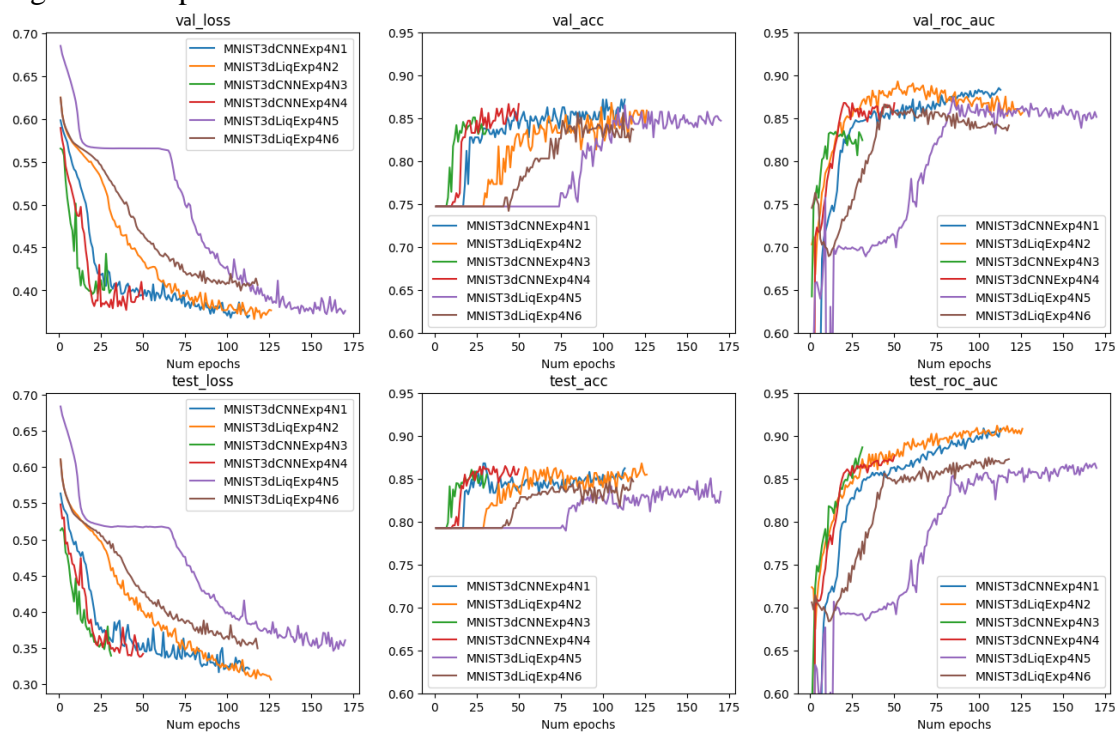 val_loss
0.70
0.65
0.60
0.55
0.50
0.45
0.40
MNIST3dCNNExp4N1
MNIST3dLiqExp4N2
MNIST3dCNNExp4N3
MNIST3dCNNExp4N4
MNIST3dLiqExp4N5
MNIST3dLiqExp4N6
0 25 50 75 100 125 150 175
Num epochs
val_acc
0.95
0.90
0.85
0.80
0.75
0.70
0.65
0.60
MNIST3dCNNExp4N1
MNIST3dLiqExp4N2
MNIST3dCNNExp4N3
MNIST3dCNNExp4N4
MNIST3dLiqExp4N5
MNIST3dLiqExp4N6
0 25 50 75 100 125 150 175
Num epochs
val_roc_auc
0.95
0.90
0.85
0.80
0.75
0.70
0.65
0.60
MNIST3dCNNExp4N1
MNIST3dLiqExp4N2
MNIST3dCNNExp4N3
MNIST3dCNNExp4N4
MNIST3dLiqExp4N5
MNIST3dLiqExp4N6
0 25 50 75 100 125 150 175
Num epochs
test_loss
0.70
0.65
0.60
0.55
0.50
0.45
0.40
0.35
0.30
MNIST3dCNNExp4N1
MNIST3dLiqExp4N2
MNIST3dCNNExp4N3
MNIST3dCNNExp4N4
MNIST3dLiqExp4N5
MNIST3dLiqExp4N6
0 25 50 75 100 125 150 175
Num epochs
test_acc
0.95
0.90
0.85
0.80
0.75
0.70
0.65
0.60
MNIST3dCNNExp4N1
MNIST3dLiqExp4N2
MNIST3dCNNExp4N3
MNIST3dCNNExp4N4
MNIST3dLiqExp4N5
MNIST3dLiqExp4N6
0 25 50 75 100 125 150 175
Num epochs
test_roc_auc
0.95
0.90
0.85
0.80
0.75
0.70
0.65
0.60
MNIST3dCNNExp4N1
MNIST3dLiqExp4N2
MNIST3dCNNExp4N3
MNIST3dCNNExp4N4
MNIST3dLiqExp4N5
MNIST3dLiqExp4N6
0 25 50 75 100 125 150 175
Num epochs